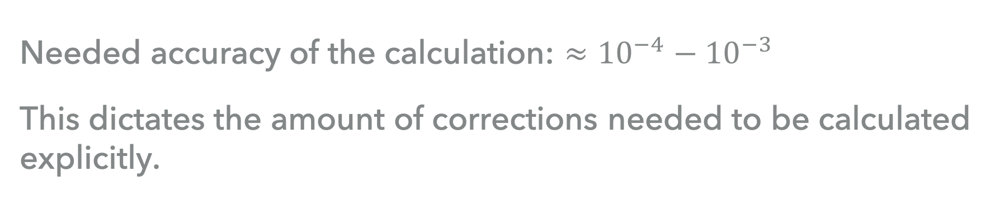 Needed accuracy of the calculation: ≈ 10⁻⁴ − 10⁻³
This dictates the amount of corrections needed to be calculated
explicitly.